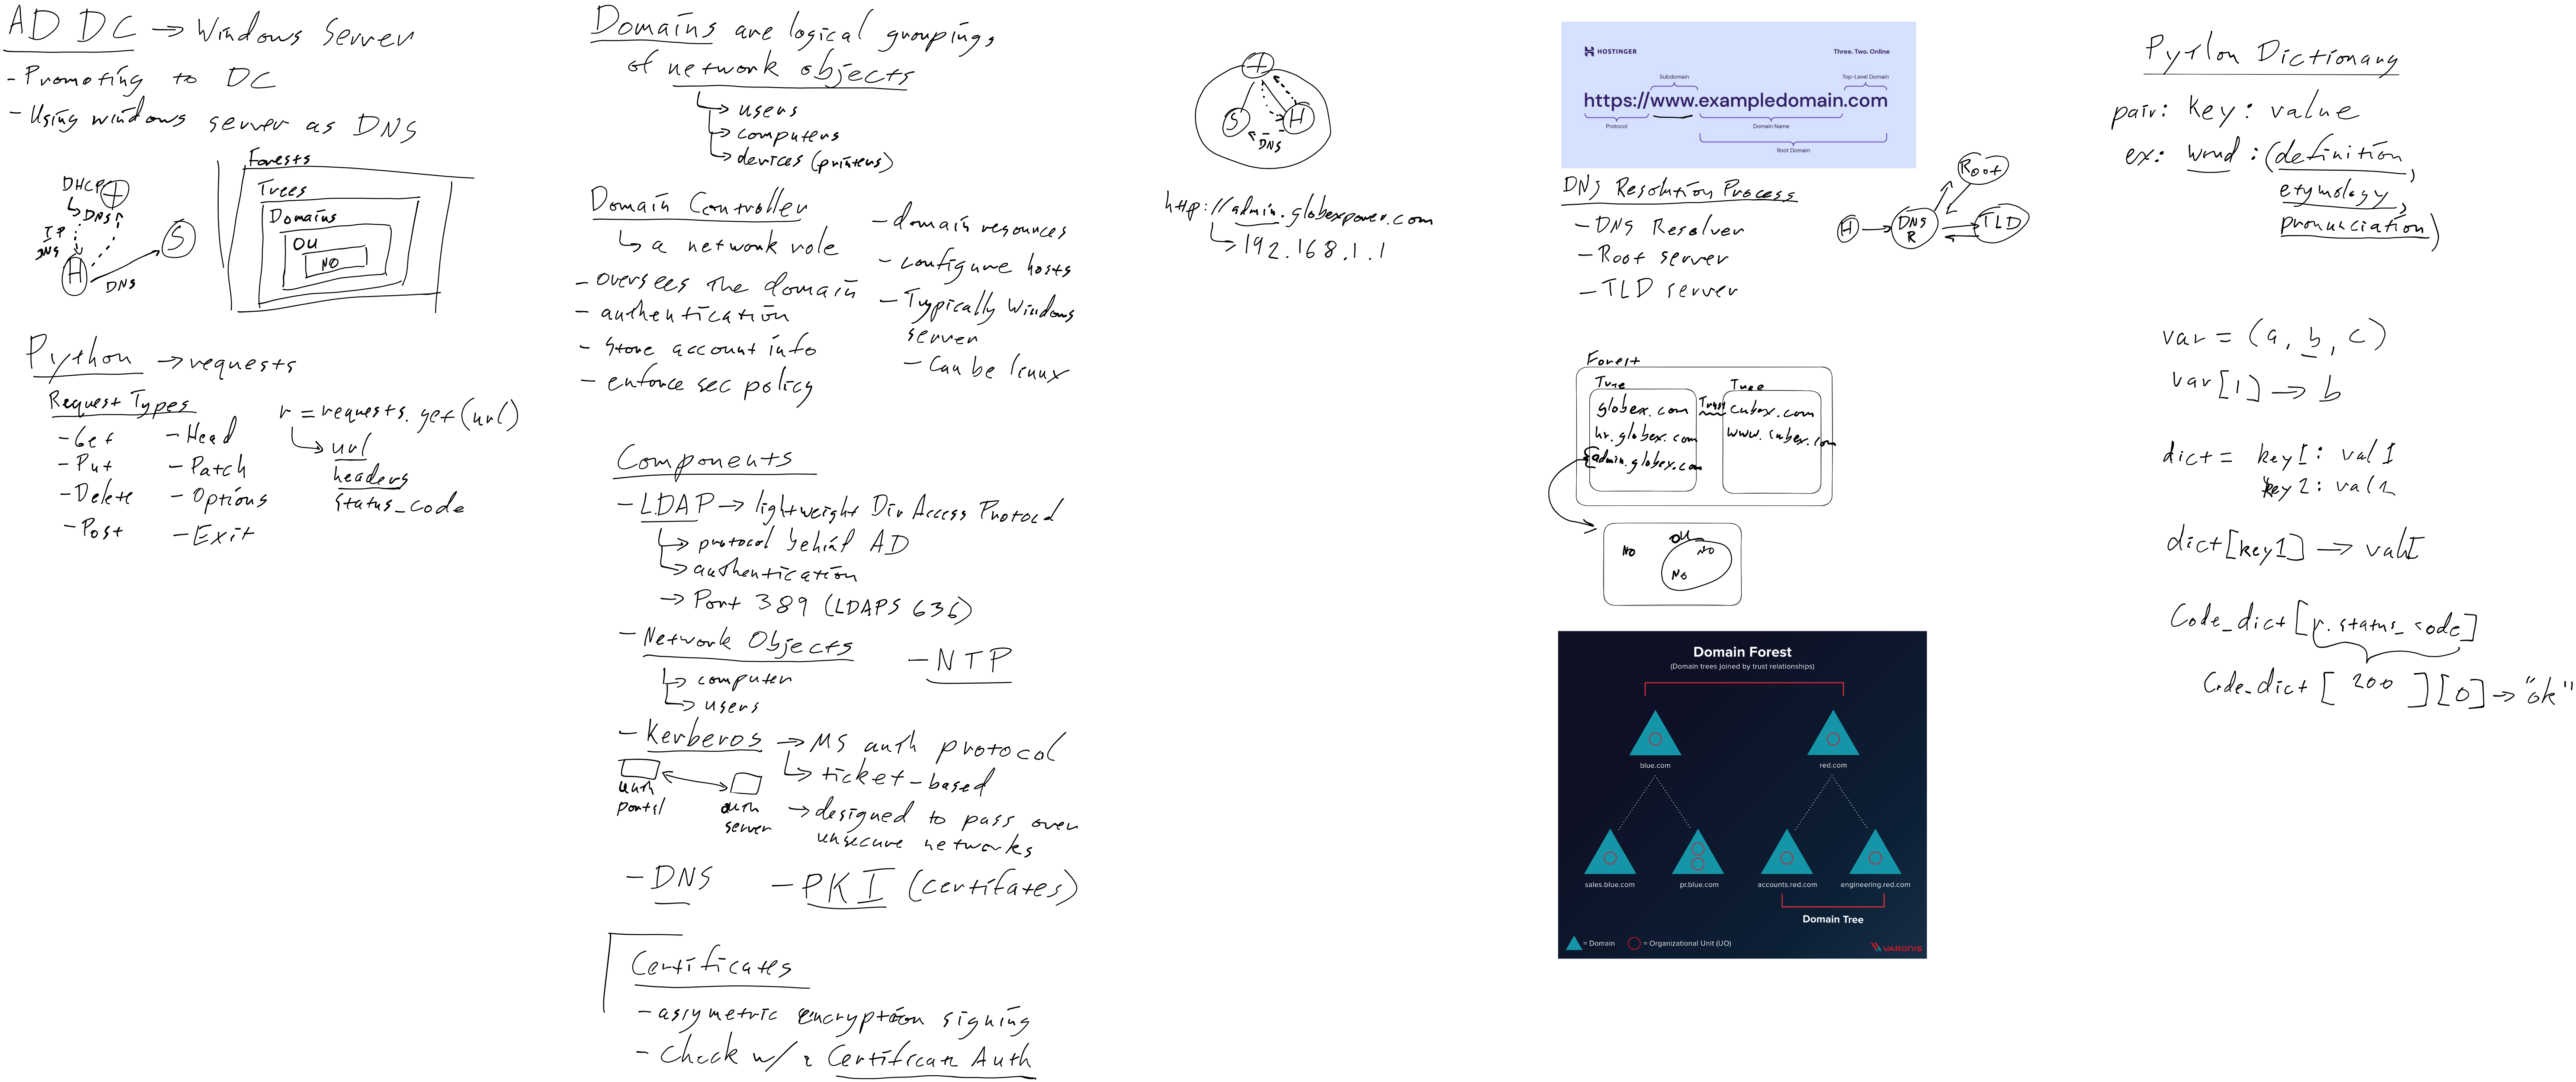 AD DC → Windows Server
- Promoting to DC
- Using windows server as DNS
DHCP
↳ DNS
IP
DNS
H
DNS
S
Forests
Trees
Domains
OU
NO
Python → requests
Request Types
- Get
- Put
- Delete
- Post
- Head
- Patch
- Options
- Exit
r = requests.get(url)
↳ url
headers
status_code
Domains are logical groupings
of network objects
↳ users
↳ computers
↳ devices (printers)
Domain Controller
↳ a network role
- oversees the domain
- authentication
- store account info
- enforce sec policy
- domain resources
- configure hosts
- Typically Windows
server
- Can be linux
Components
- LDAP → lightweight Dir Access Protocol
↳ protocol behind AD
↳ authentication
→ Port 389 (LDAPS 636)
- Network Objects
↳ computer
↳ users
- NTP
- Kerberos → MS auth protocol
↳ ticket-based
→ designed to pass over
unsecure networks
auth
portal
auth
server
- DNS
- PKI (certifates)
Certificates
- assymetric encryption signing
- Check w/ a Certificate Auth
S
H
DNS
http://admin.globexpower.com
↳ 192.168.1.1
HOSTINGER
Three. Two. Online
Subdomain
Top-Level Domain
https://www.exampledomain.com
Protocol
Domain Name
Root Domain
DNS Resolution Process
- DNS Resolver
- Root server
- TLD server
H
DNS
R
Root
TLD
Forest
Tree
globex.com
hr.globex.com
admin.globex.com
Trust
Tree
cubex.com
www.cubex.com
NO
OU
NO
NO
Domain Forest
(Domain trees joined by trust relationships)
blue.com
red.com
sales.blue.com
pr.blue.com
accounts.red.com
engineering.red.com
Domain Tree
= Domain
= Organizational Unit (UO)
VARONIS
Python Dictionary
pair: key : value
ex: word : (definition,
etymology,
pronunciation)
var = (a, b, c)
var[1] → b
dict = key1 : val1
key2 : val2
dict[key1] → val1
Code_dict[r.status_code]
Code_dict[ 200 ][0] → "ok"